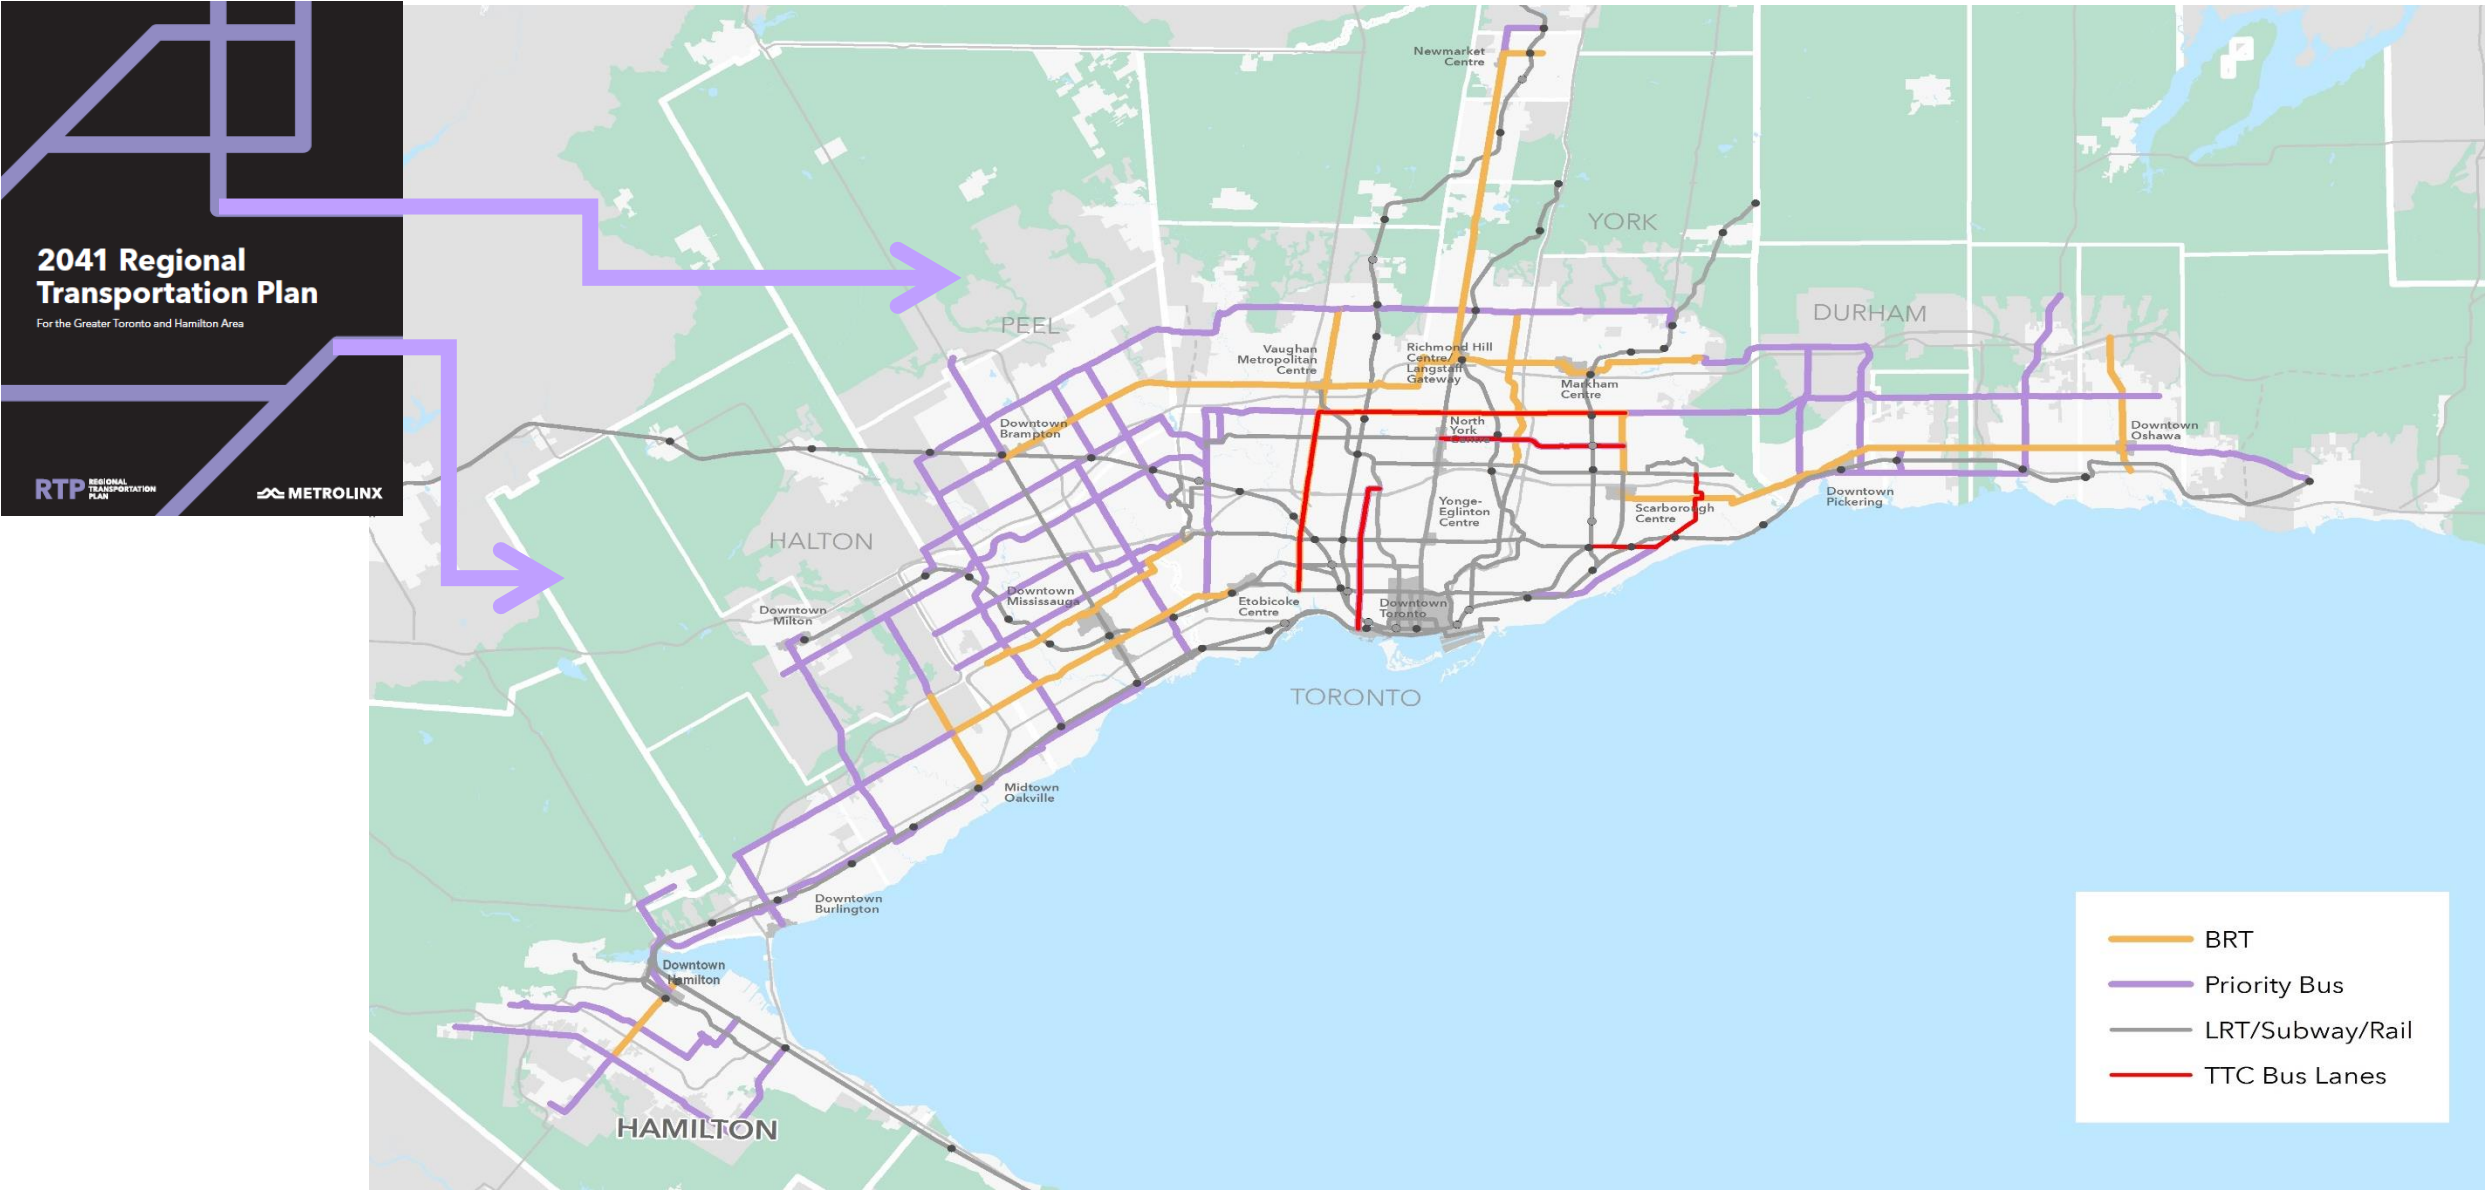 2041 Regional
Transportation Plan
For the Greater Toronto and Hamilton Area
RTP REGIONAL
TRANSPORTATION
PLAN
METROLINX
Newmarket
Centre
YORK
DURHAM
PEEL
Vaughan
Metropolitan
Centre
Richmond Hill
Centre/
Langstaff
Gateway
Markham
Centre
Downtown
Brampton
North
York
Centre
Downtown
Oshawa
Downtown
Pickering
Yonge-
Eglinton
Centre
Scarborough
Centre
HALTON
Downtown
Milton
Downtown
Mississauga
Etobicoke
Centre
Downtown
Toronto
TORONTO
Midtown
Oakville
Downtown
Burlington
Downtown
Hamilton
HAMILTON
BRT
Priority Bus
LRT/Subway/Rail
TTC Bus Lanes